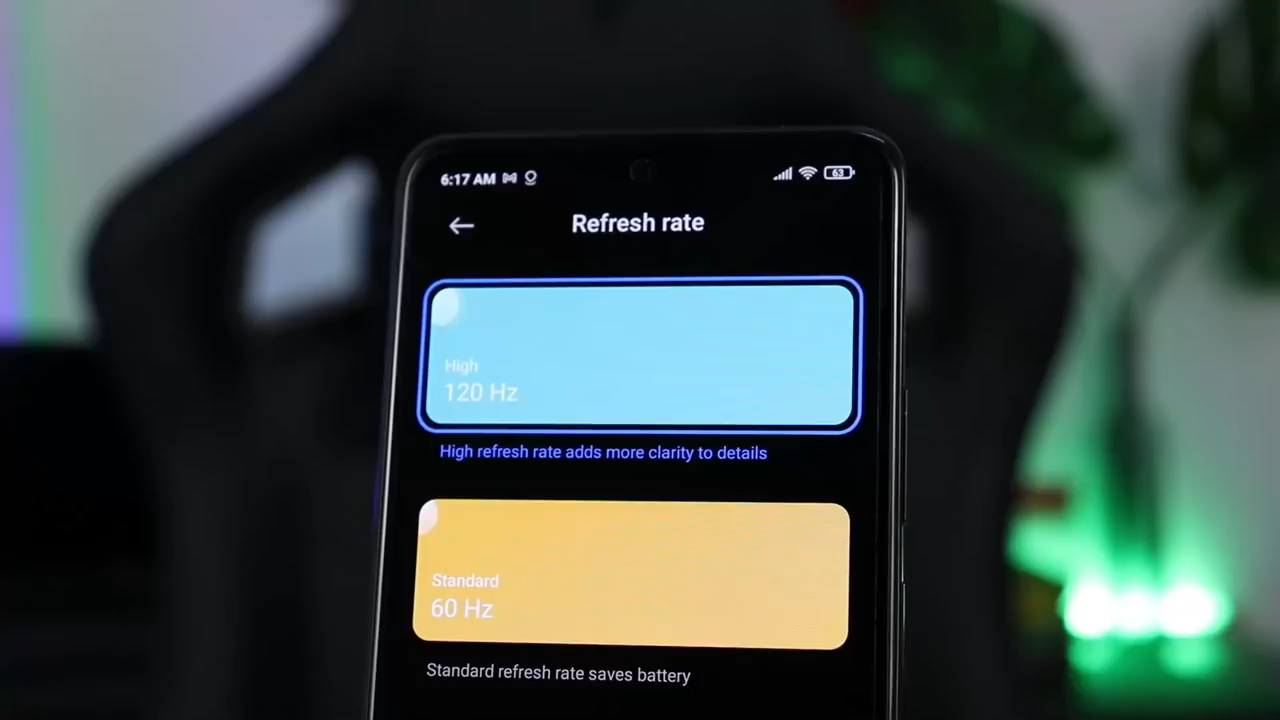 6:17 AM 63
Refresh rate
High
120 Hz
High refresh rate adds more clarity to details
Standard
60 Hz
Standard refresh rate saves battery